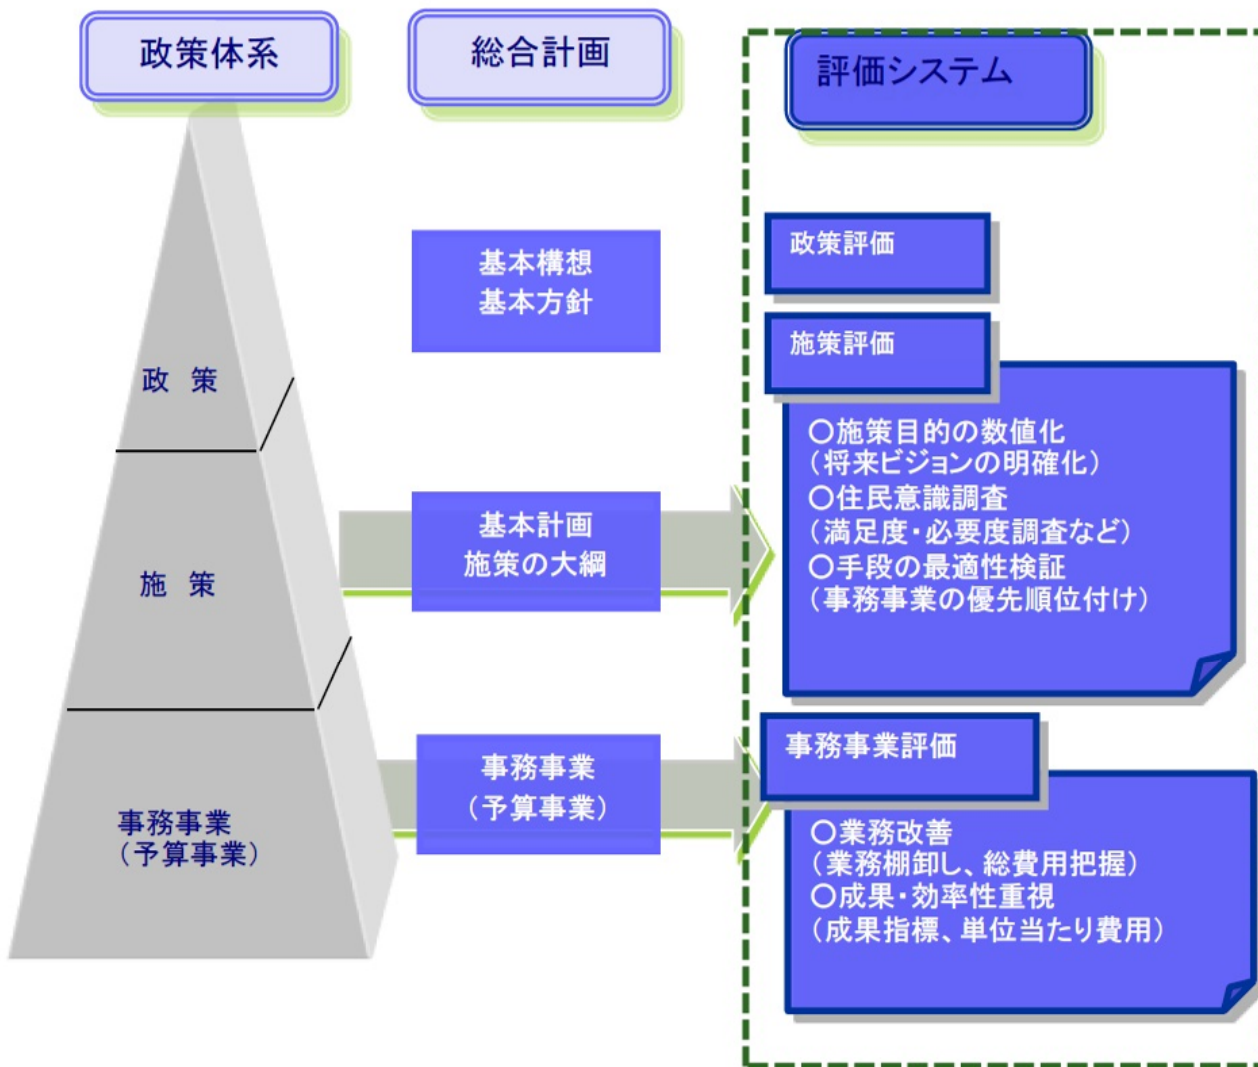 政策体系
総合計画
評価システム
政 策
施 策
事務事業
（予算事業）
基本構想
基本方針
基本計画
施策の大綱
事務事業
（予算事業）
政策評価
施策評価
○施策目的の数値化
（将来ビジョンの明確化）
○住民意識調査
（満足度・必要度調査など）
○手段の最適性検証
（事務事業の優先順位付け）
事務事業評価
○業務改善
（業務棚卸し、総費用把握）
○成果・効率性重視
（成果指標、単位当たり費用）